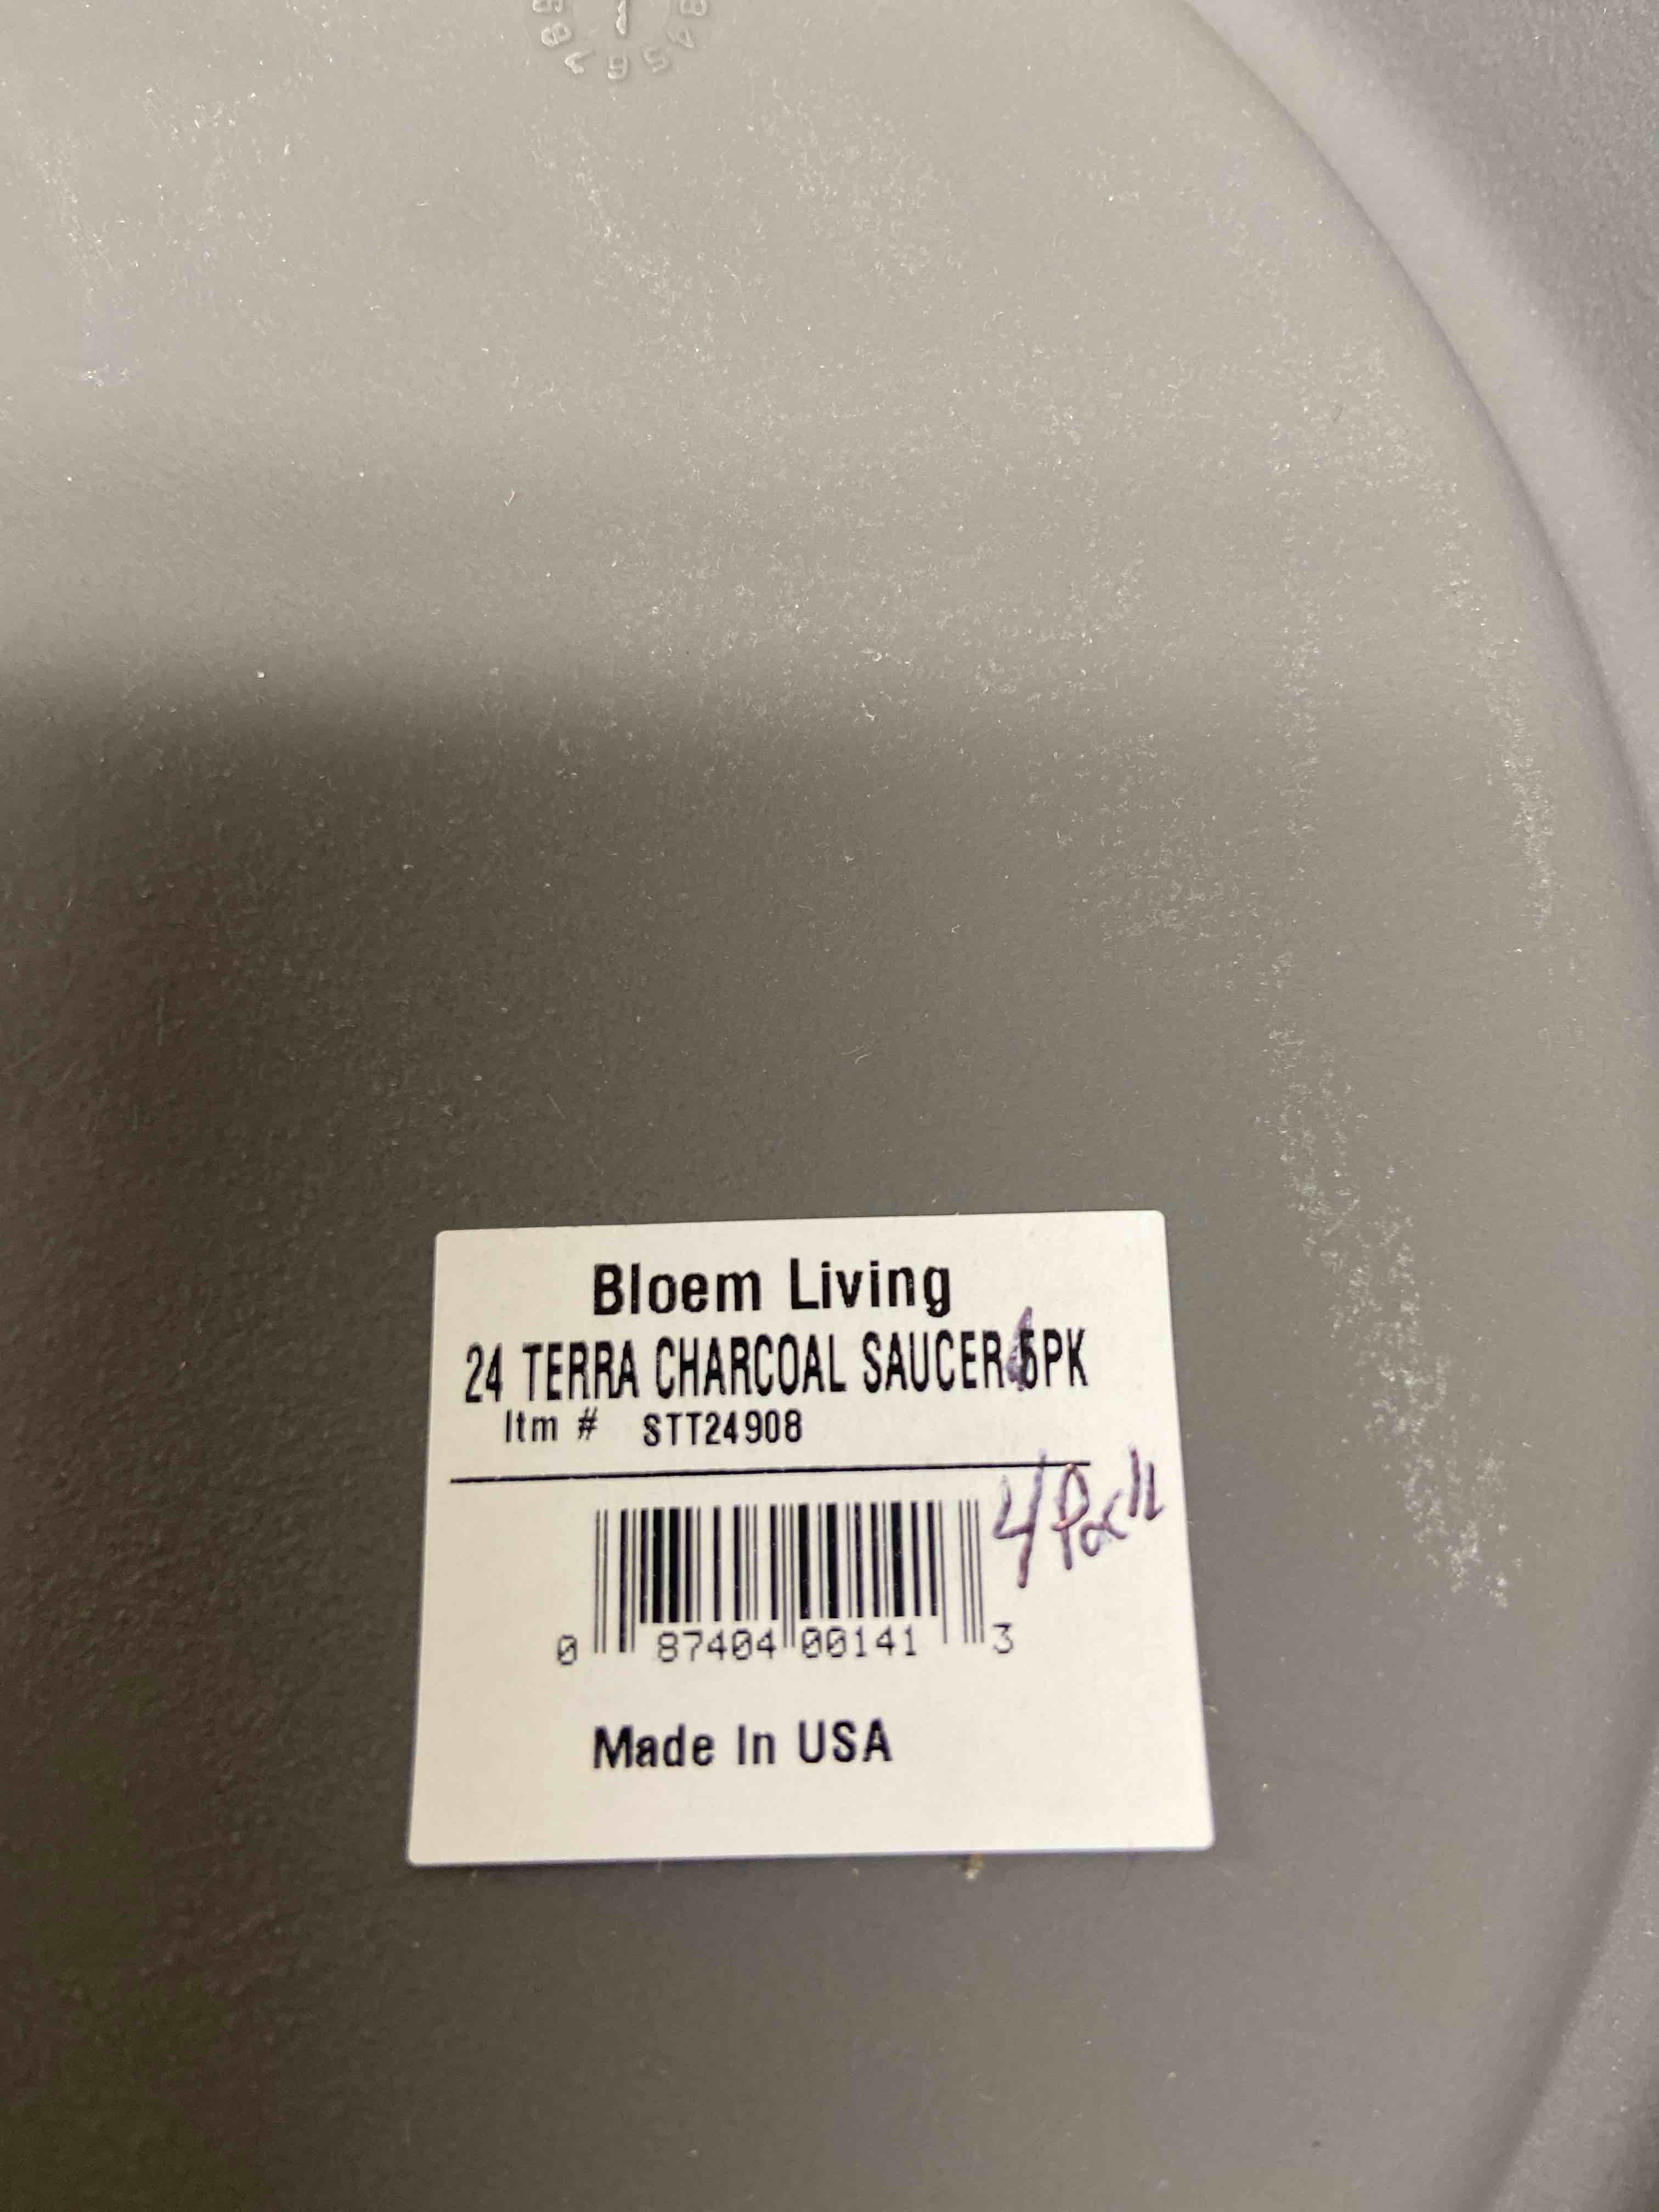 Bloem Living
24 TERRA CHARCOAL SAUCER 5PK
Itm # STT24908
4 Pack
0 87404 00141 3
Made In USA